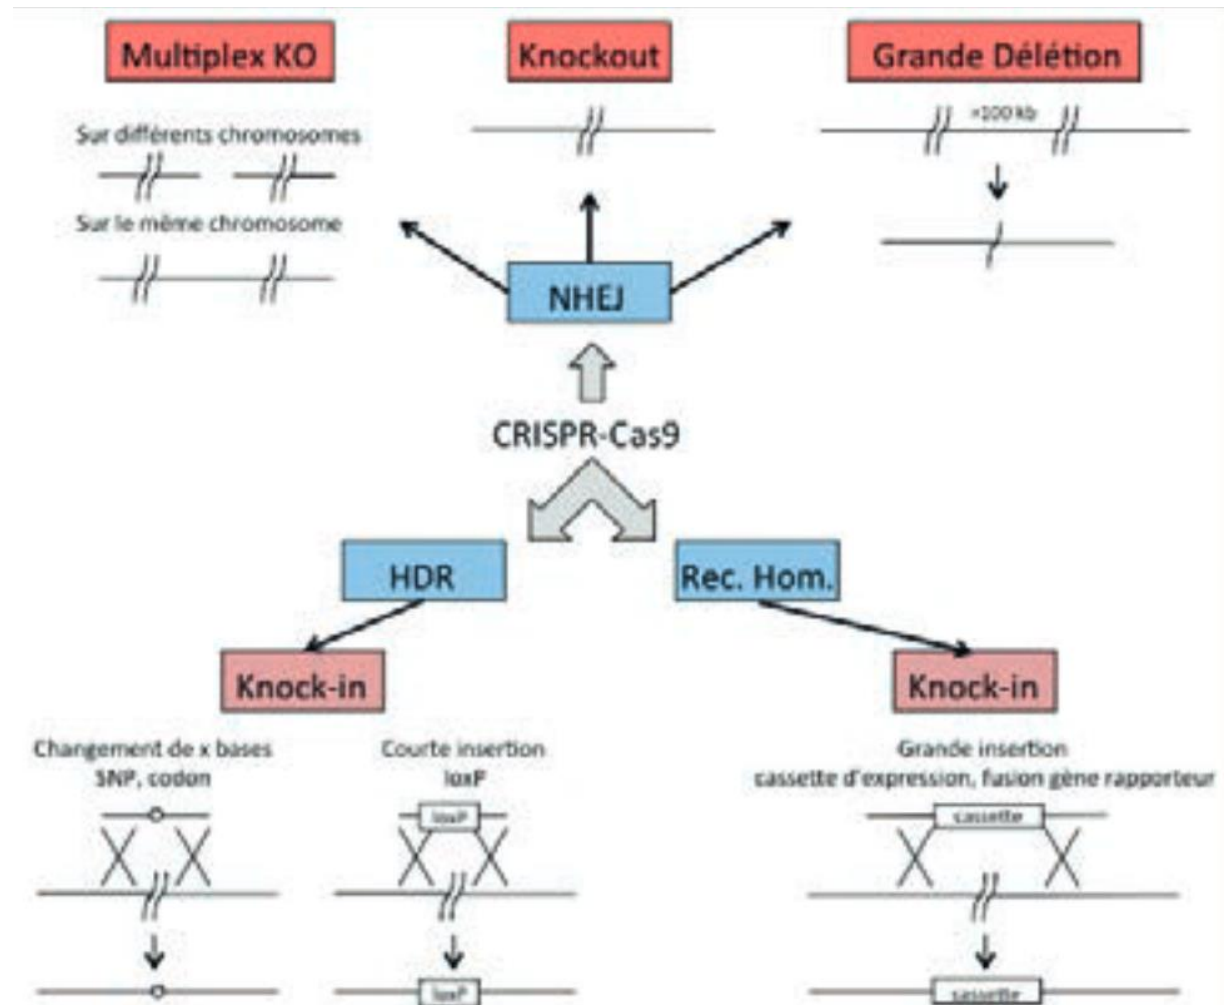 Multiplex KO
Knockout
Grande Délétion
Sur différents chromosomes
Sur le même chromosome
>100 kb
NHEJ
CRISPR-Cas9
HDR
Rec. Hom.
Knock-in
Knock-in
Changement de x bases
SNP, codon
Courte insertion
loxP
Grande insertion
cassette d'expression, fusion gène rapporteur
loxP
cassette
loxP
cassette